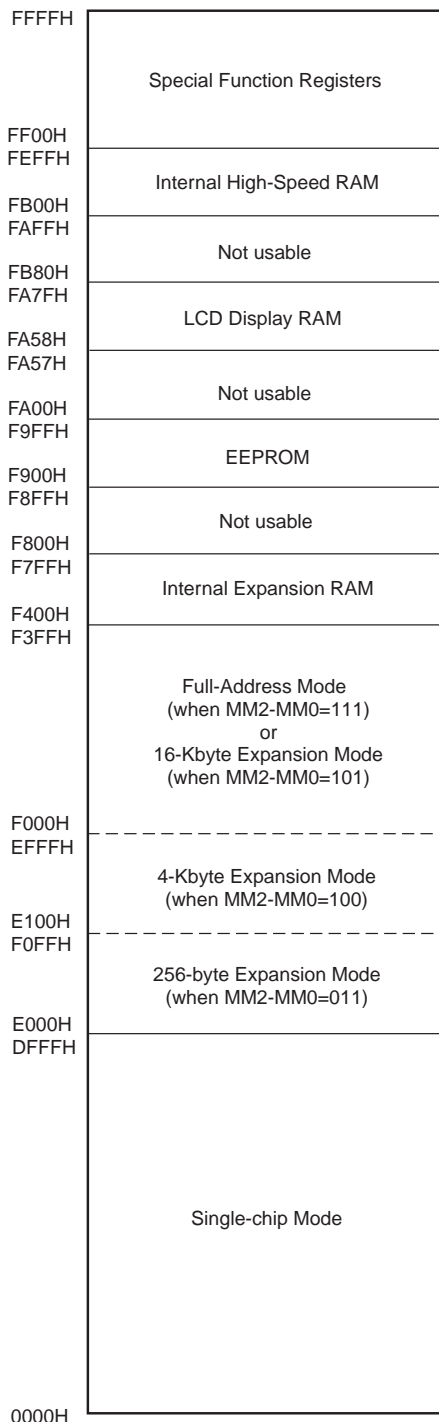 FFFFH
Special Function Registers
FF00H
FEFFH
Internal High-Speed RAM
FB00H
FAFFH
Not usable
FB80H
FA7FH
LCD Display RAM
FA58H
FA57H
Not usable
FA00H
F9FFH
EEPROM
F900H
F8FFH
Not usable
F800H
F7FFH
Internal Expansion RAM
F400H
F3FFH
Full-Address Mode
(when MM2-MM0=111)
or
16-Kbyte Expansion Mode
(when MM2-MM0=101)
F000H
EFFFH
4-Kbyte Expansion Mode
(when MM2-MM0=100)
E100H
F0FFH
256-byte Expansion Mode
(when MM2-MM0=011)
E000H
DFFFH
Single-chip Mode
0000H